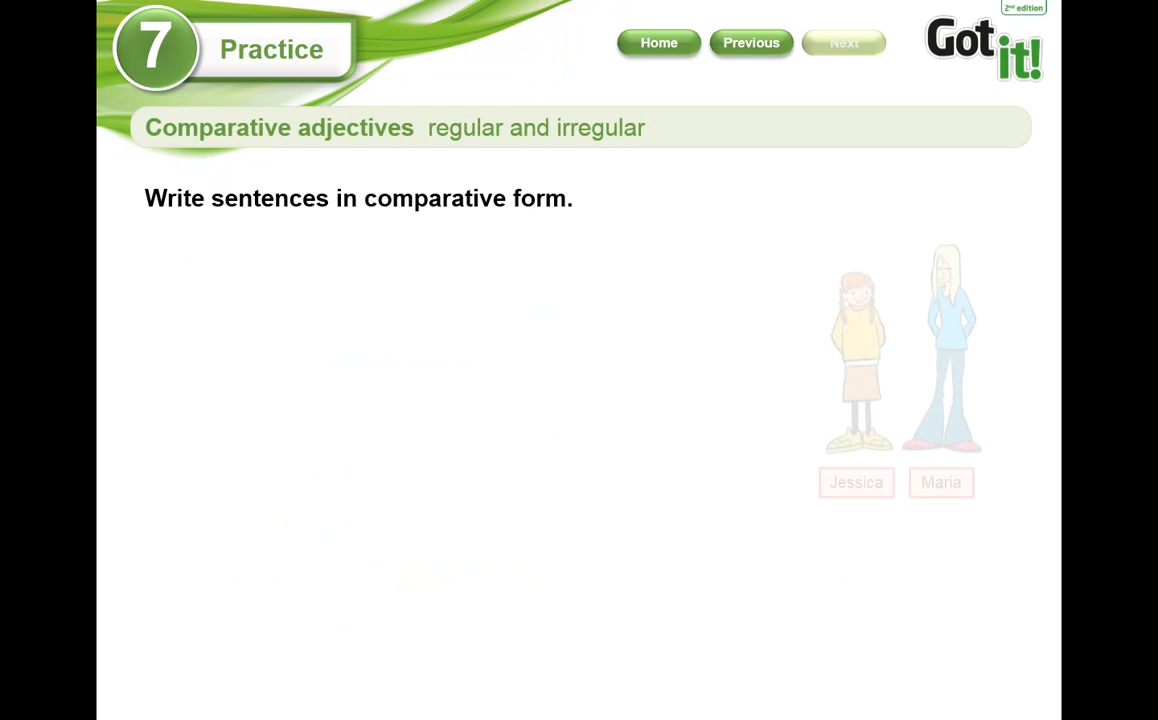 2nd edition
7 Practice
Home Previous Next
Got it!
Comparative adjectives regular and irregular
Write sentences in comparative form.
Jessica Maria